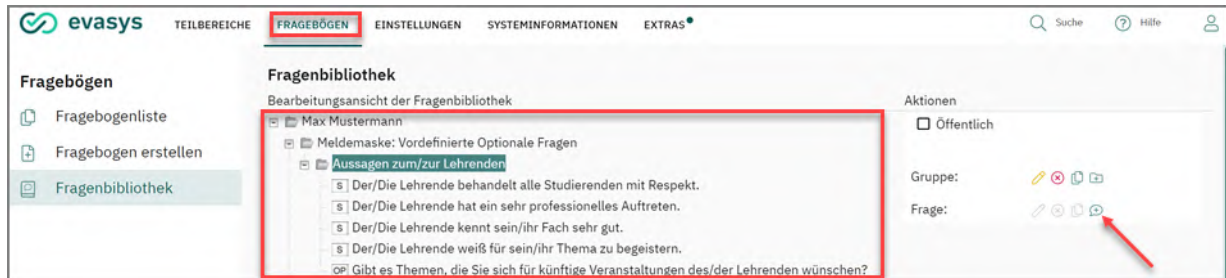 evasys TEILBEREICHE FRAGEBÖGEN EINSTELLUNGEN SYSTEMINFORMATIONEN EXTRAS Suche Hilfe
Fragebögen
Fragebogenliste
Fragebogen erstellen
Fragenbibliothek
Fragenbibliothek
Bearbeitungsansicht der Fragenbibliothek
Max Mustermann
Meldemaske: Vordefinierte Optionale Fragen
Aussagen zum/zur Lehrenden
S Der/Die Lehrende behandelt alle Studierenden mit Respekt.
S Der/Die Lehrende hat ein sehr professionelles Auftreten.
S Der/Die Lehrende kennt sein/ihr Fach sehr gut.
S Der/Die Lehrende weiß für sein/ihr Thema zu begeistern.
OP Gibt es Themen, die Sie sich für künftige Veranstaltungen des/der Lehrenden wünschen?
Aktionen
Öffentlich
Gruppe:
Frage: